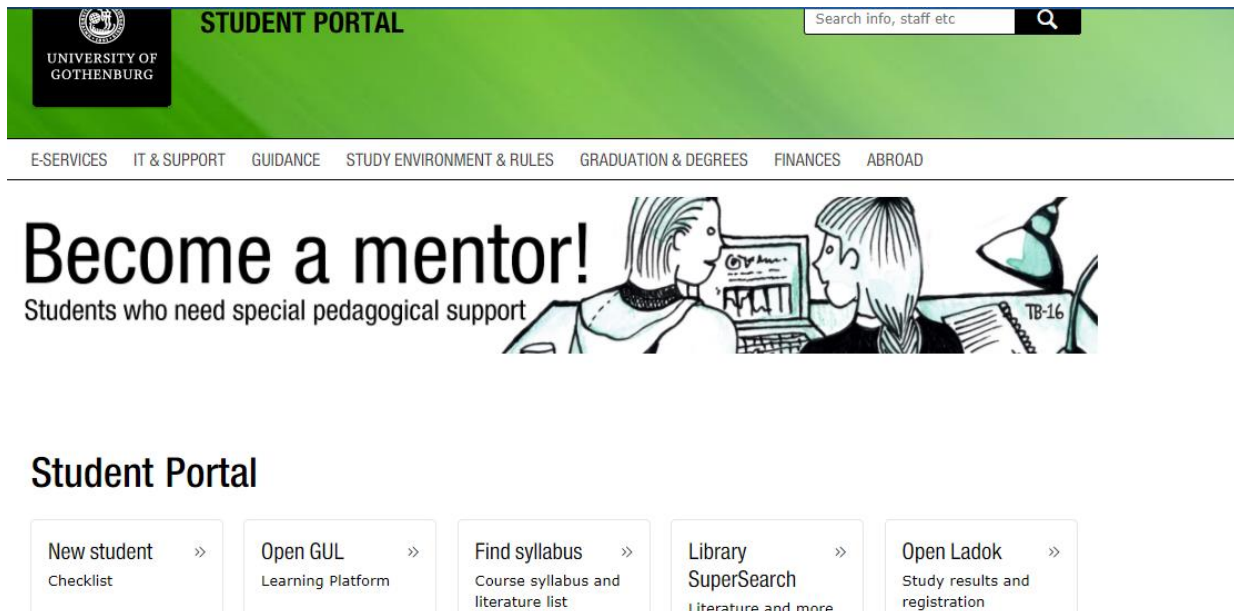 STUDENT PORTAL
Search info, staff etc
UNIVERSITY OF
GOTHENBURG
E-SERVICES IT & SUPPORT GUIDANCE STUDY ENVIRONMENT & RULES GRADUATION & DEGREES FINANCES ABROAD
Become a mentor!
Students who need special pedagogical support
TB-16
Student Portal
New student »
Checklist
Open GUL »
Learning Platform
Find syllabus »
Course syllabus and
literature list
Library »
SuperSearch
Literature and more
Open Ladok »
Study results and
registration